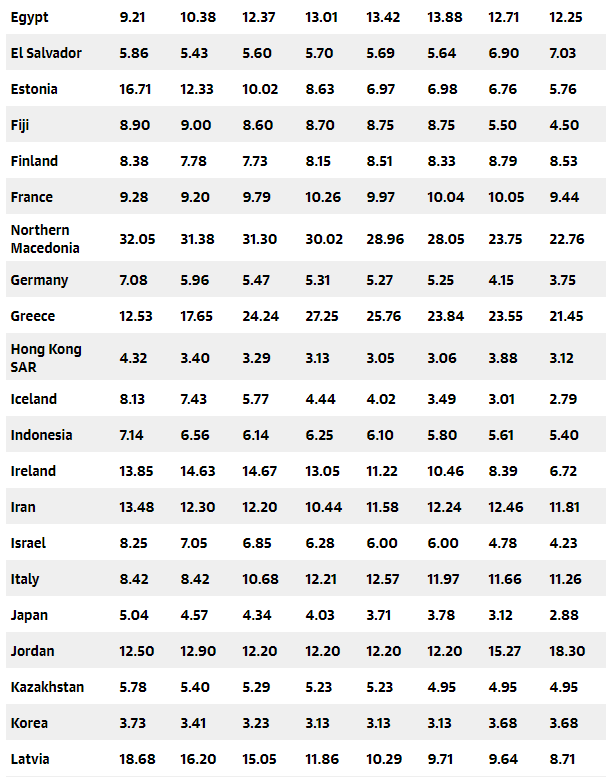 Egypt 9.21 10.38 12.37 13.01 13.42 13.88 12.71 12.25
El Salvador 5.86 5.43 5.60 5.70 5.69 5.64 6.90 7.03
Estonia 16.71 12.33 10.02 8.63 6.97 6.98 6.76 5.76
Fiji 8.90 9.00 8.60 8.70 8.75 8.75 5.50 4.50
Finland 8.38 7.78 7.73 8.15 8.51 8.33 8.79 8.53
France 9.28 9.20 9.79 10.26 9.97 10.04 10.05 9.44
Northern
Macedonia 32.05 31.38 31.30 30.02 28.96 28.05 23.75 22.76
Germany 7.08 5.96 5.47 5.31 5.27 5.25 4.15 3.75
Greece 12.53 17.65 24.24 27.25 25.76 23.84 23.55 21.45
Hong Kong
SAR 4.32 3.40 3.29 3.13 3.05 3.06 3.88 3.12
Iceland 8.13 7.43 5.77 4.44 4.02 3.49 3.01 2.79
Indonesia 7.14 6.56 6.14 6.25 6.10 5.80 5.61 5.40
Ireland 13.85 14.63 14.67 13.05 11.22 10.46 8.39 6.72
Iran 13.48 12.30 12.20 10.44 11.58 12.24 12.46 11.81
Israel 8.25 7.05 6.85 6.28 6.00 6.00 4.78 4.23
Italy 8.42 8.42 10.68 12.21 12.57 11.97 11.66 11.26
Japan 5.04 4.57 4.34 4.03 3.71 3.78 3.12 2.88
Jordan 12.50 12.90 12.20 12.20 12.20 12.20 15.27 18.30
Kazakhstan 5.78 5.40 5.29 5.23 5.23 4.95 4.95 4.95
Korea 3.73 3.41 3.23 3.13 3.13 3.13 3.68 3.68
Latvia 18.68 16.20 15.05 11.86 10.29 9.71 9.64 8.71